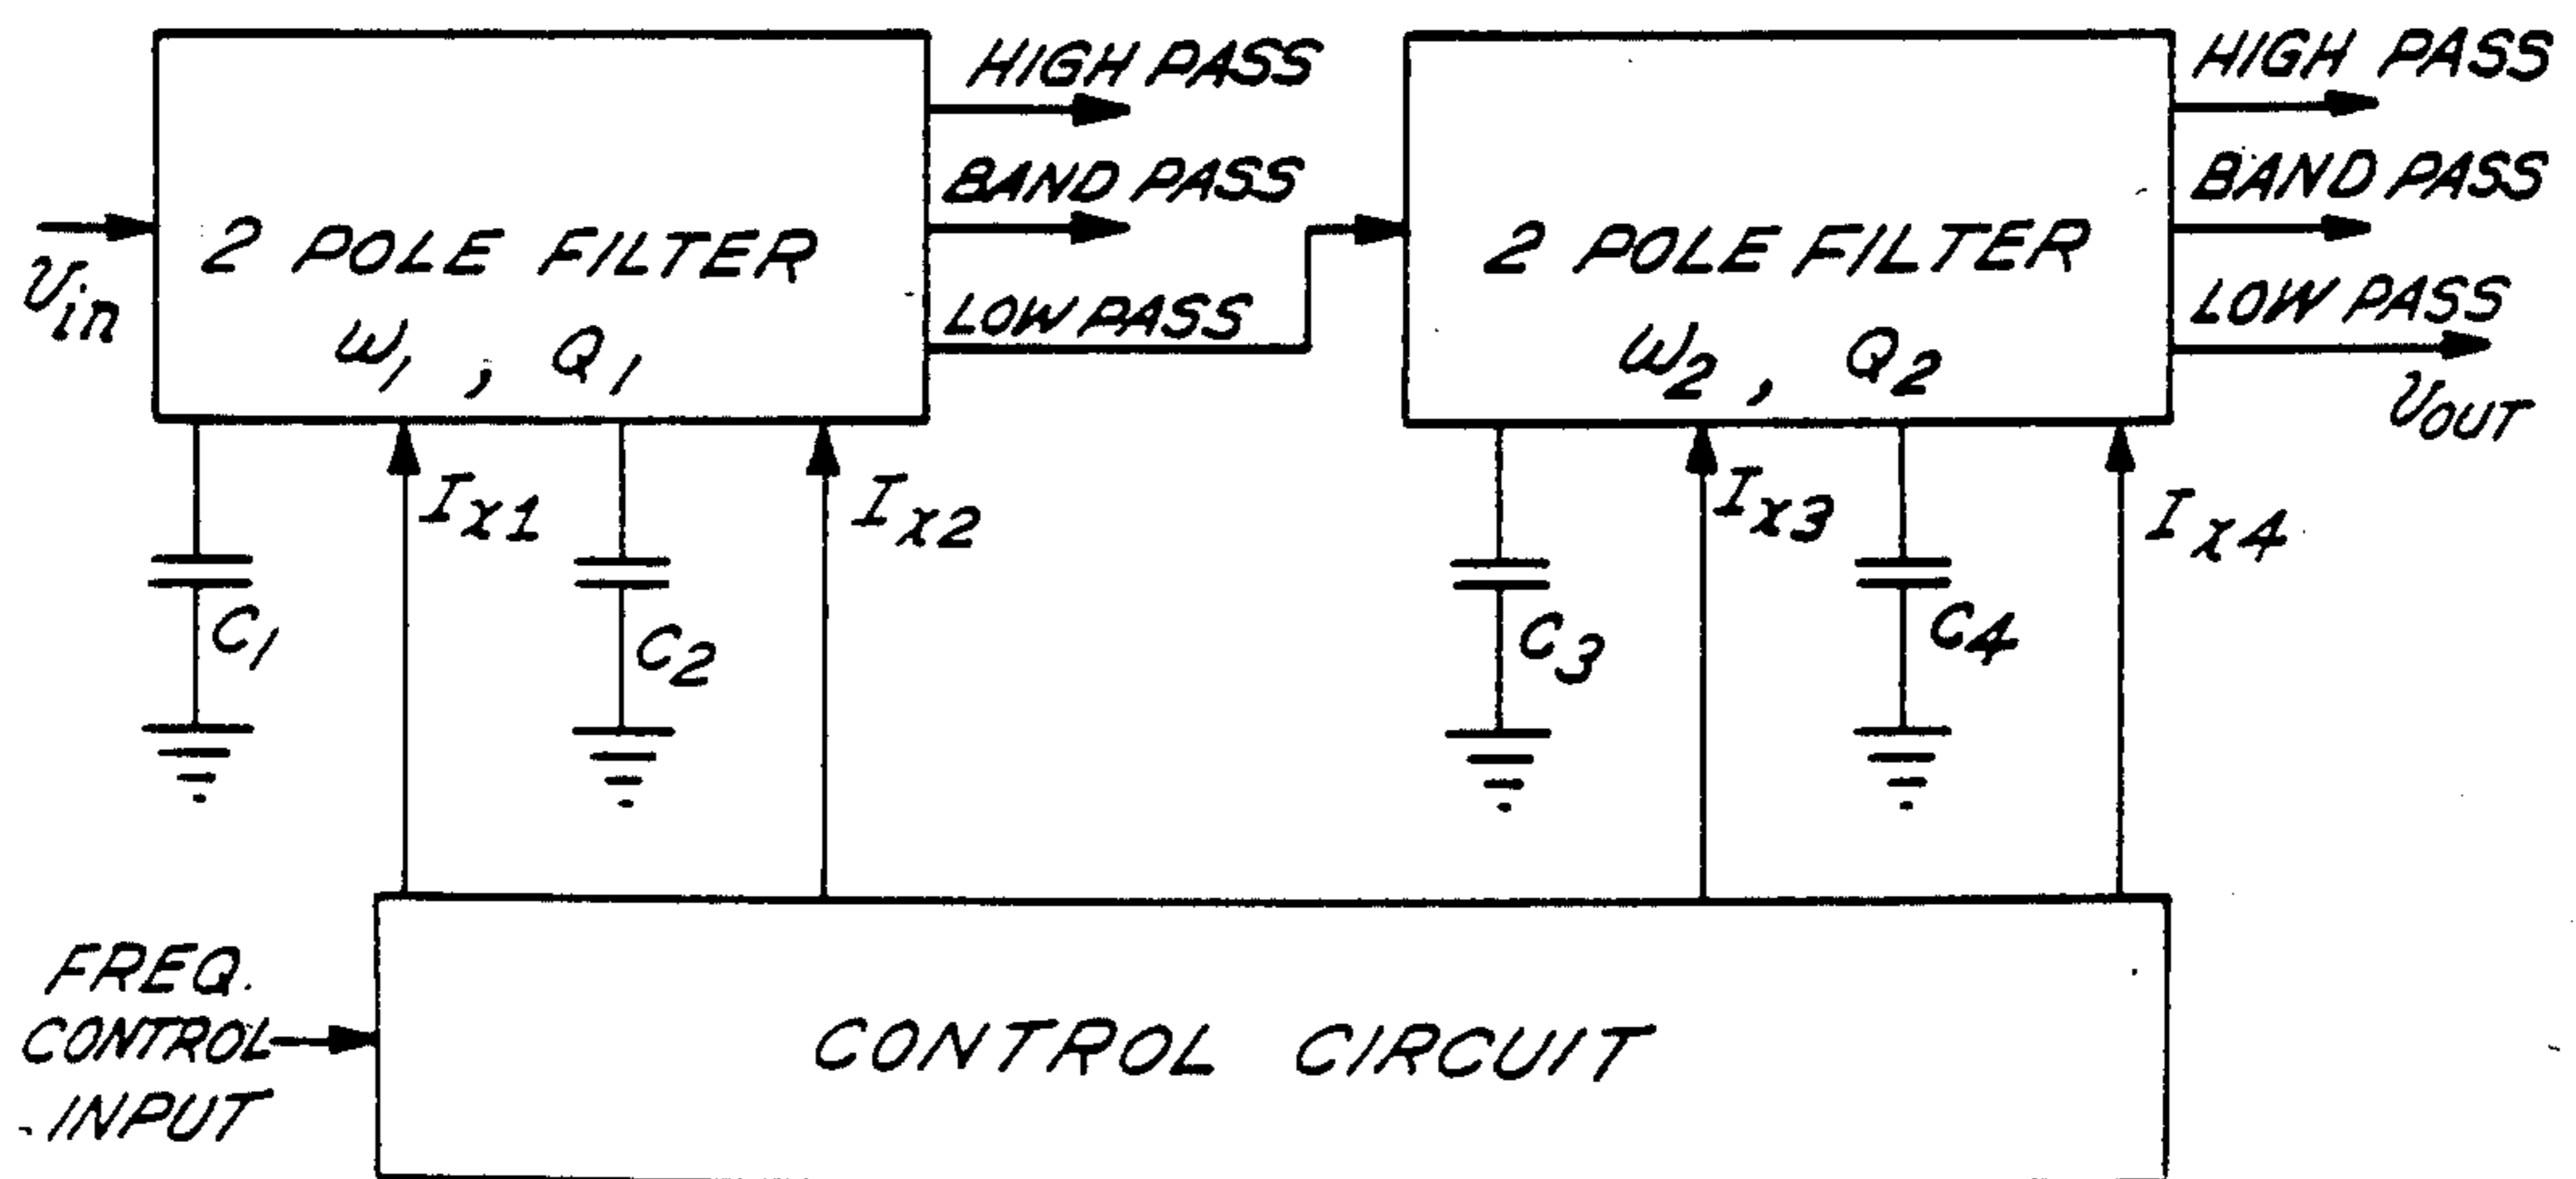 HIGH PASS
BAND PASS
LOW PASS
2 POLE FILTER
ω1 , Q1
Vin
HIGH PASS
BAND PASS
LOW PASS
2 POLE FILTER
ω2 , Q2
VOUT
Ix1
Ix2
Ix3
Ix4
C1
C2
C3
C4
FREQ.
CONTROL
INPUT
CONTROL CIRCUIT